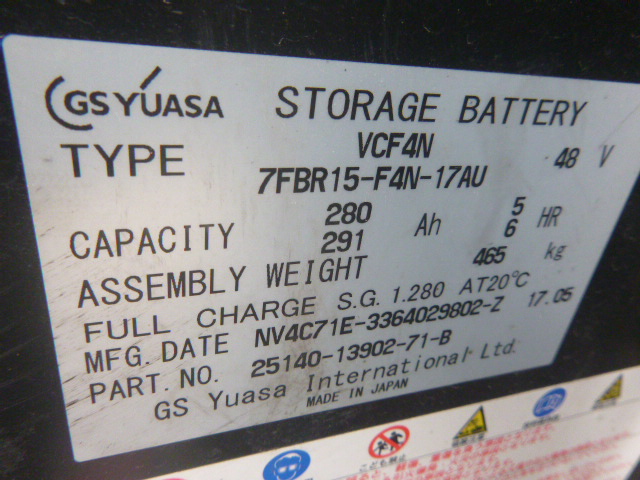 GS YUASA STORAGE BATTERY
TYPE VCF4N 48 V
7FBR15-F4N-17AU
CAPACITY 280 Ah 5 HR
291 6
ASSEMBLY WEIGHT 465 kg
FULL CHARGE S.G. 1.280 AT20℃
MFG. DATE NV4C71E-3364029802-Z 17.05
PART. NO. 25140-13902-71-B
GS Yuasa International Ltd.
MADE IN JAPAN